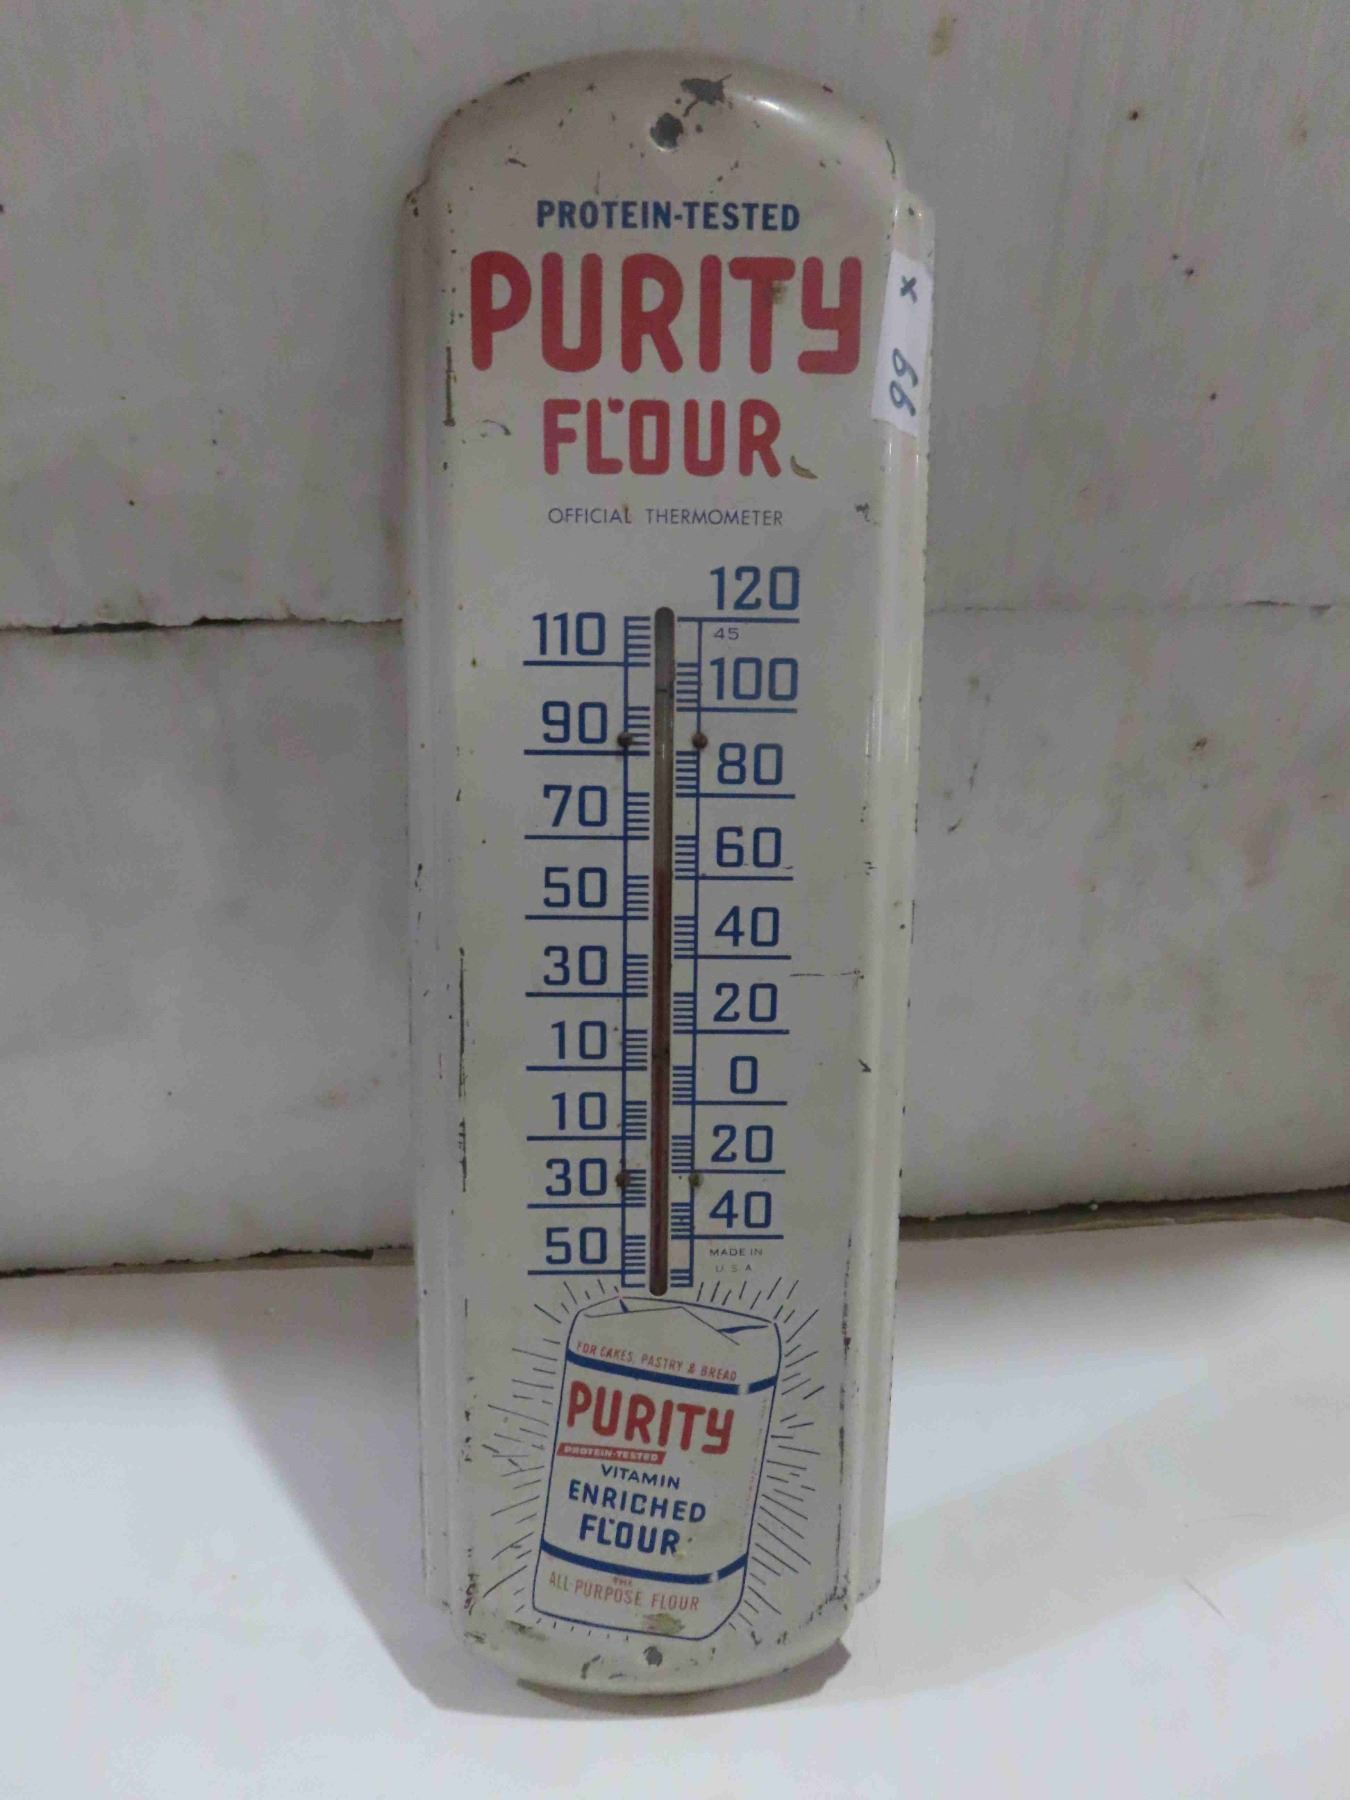 PROTEIN-TESTED
PURITY
FLOUR
x 66
OFFICIAL THERMOMETER
120
110
45
100
90
80
70
60
50
40
30
20
10
0
10
20
30
40
50
MADE IN
U S A
FOR CAKES, PASTRY & BREAD
PURITY
PROTEIN-TESTED
VITAMIN
ENRICHED
FLOUR
THE
ALL-PURPOSE FLOUR